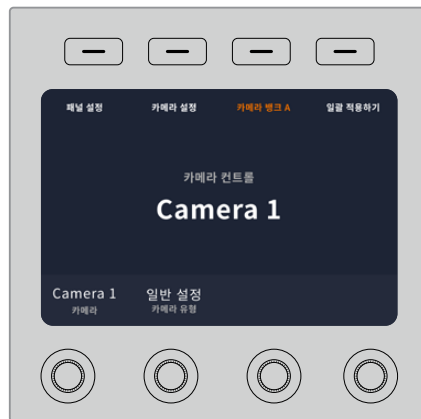 패널 설정 카메라 설정 카메라 뱅크 A 일괄 적용하기
카메라 컨트롤
Camera 1
Camera 1 일반 설정
카메라 카메라 유형